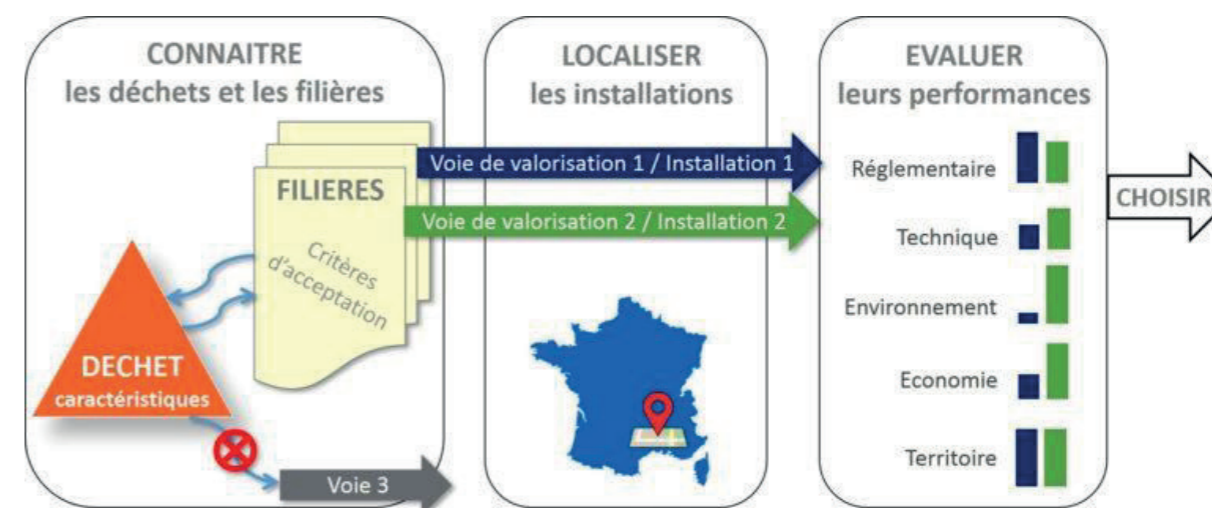 CONNAITRE
les déchets et les filières
FILIERES
Critères
d'acceptation
DECHET
caractéristiques
Voie 3
LOCALISER
les installations
Voie de valorisation 1 / Installation 1
Voie de valorisation 2 / Installation 2
EVALUER
leurs performances
Réglementaire
Technique
Environnement
Economie
Territoire
CHOISIR